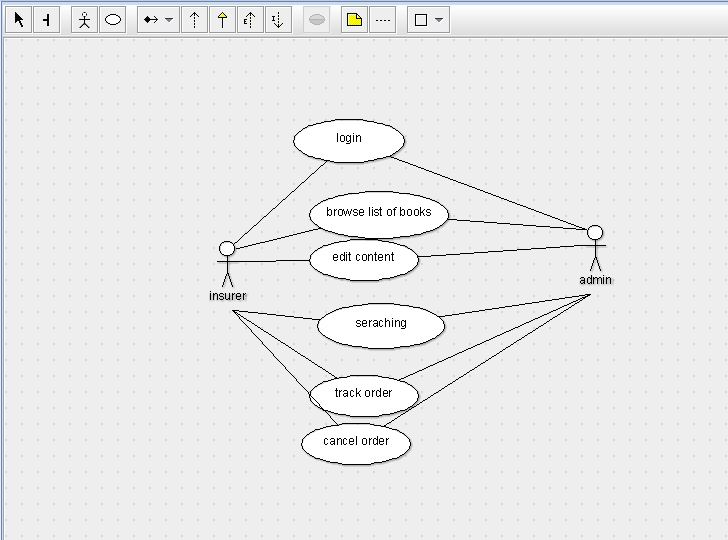 login
browse list of books
edit content
insurer
admin
seraching
track order
cancel order